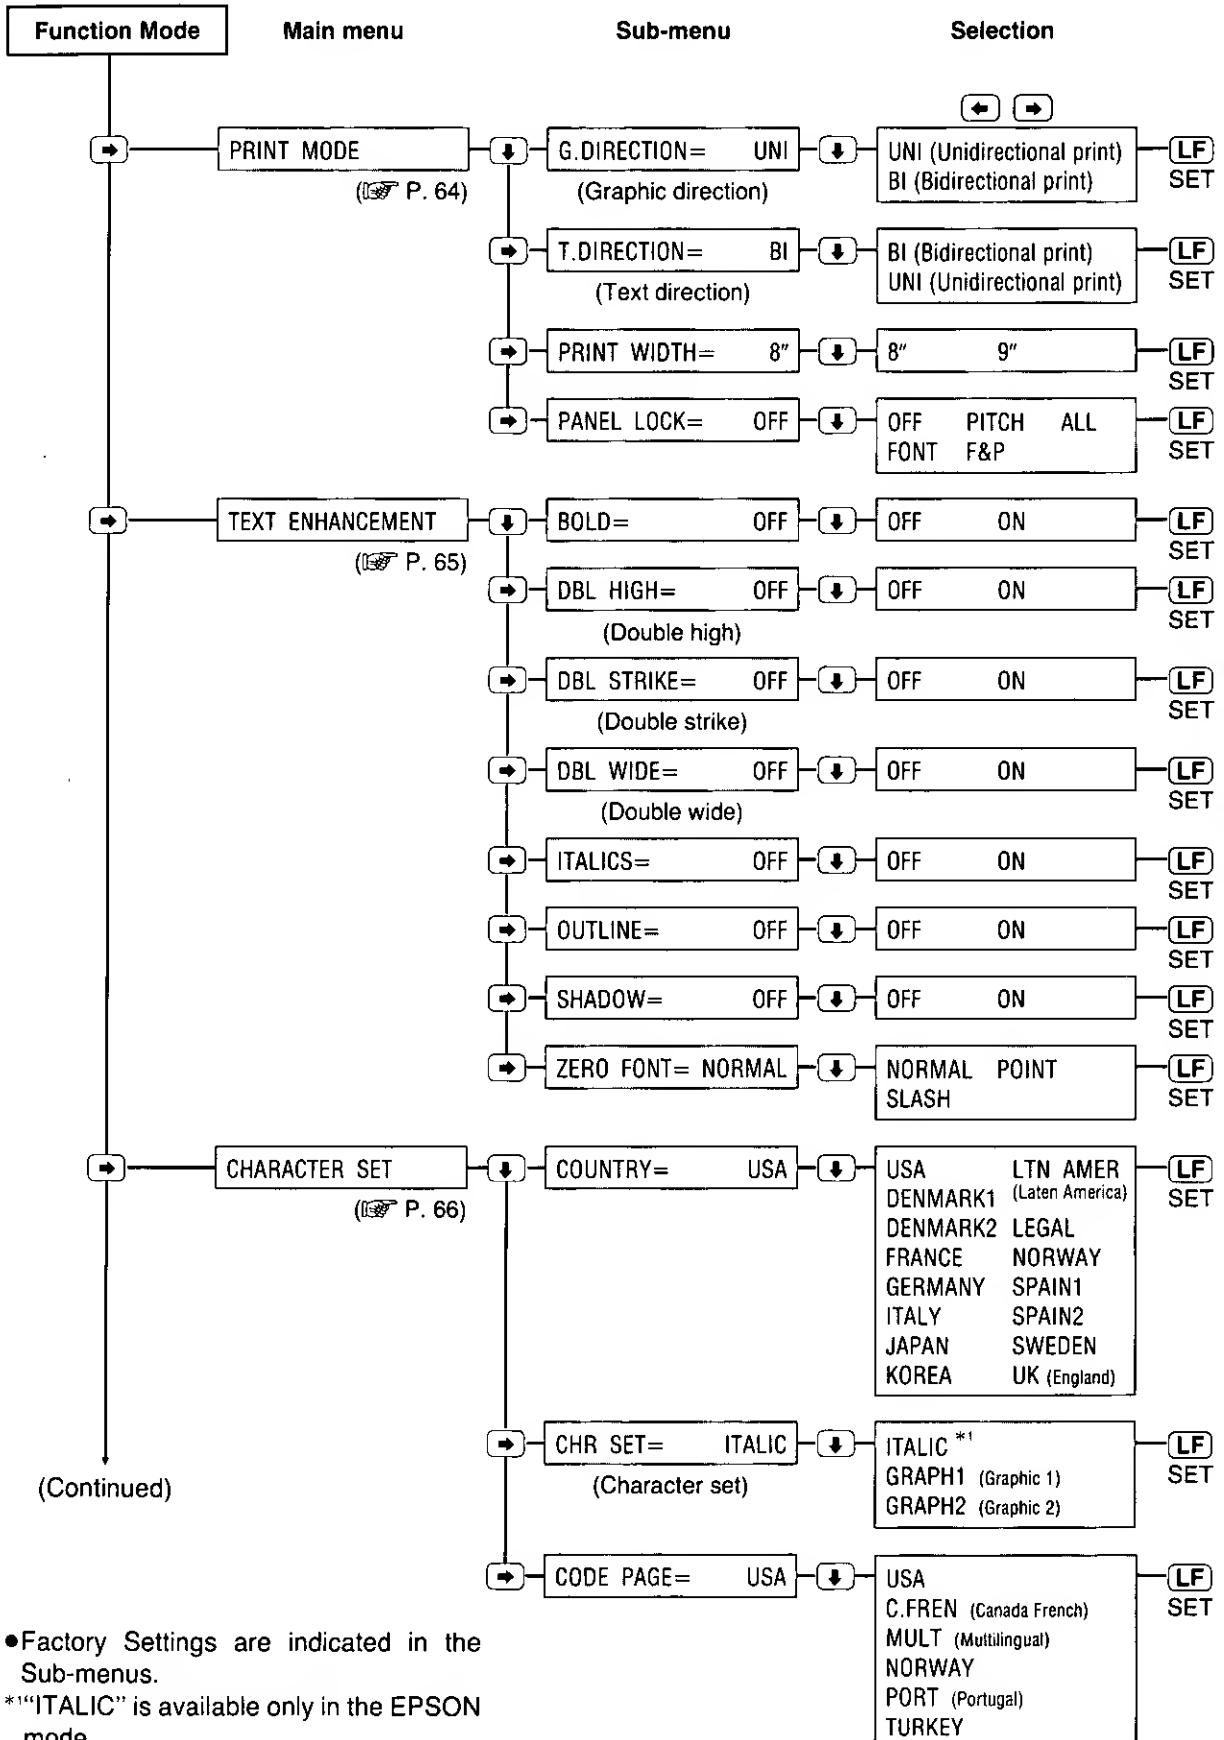 Function Mode Main menu Sub-menu Selection
PRINT MODE G.DIRECTION= UNI UNI (Unidirectional print) LF
BI (Bidirectional print) SET
(☞ P. 64) (Graphic direction)
T.DIRECTION= BI BI (Bidirectional print) LF
UNI (Unidirectional print) SET
(Text direction)
PRINT WIDTH= 8" 8" 9" LF
SET
PANEL LOCK= OFF OFF PITCH ALL LF
FONT F&P SET
TEXT ENHANCEMENT BOLD= OFF OFF ON LF
(☞ P. 65) SET
DBL HIGH= OFF OFF ON LF
(Double high) SET
DBL STRIKE= OFF OFF ON LF
(Double strike) SET
DBL WIDE= OFF OFF ON LF
(Double wide) SET
ITALICS= OFF OFF ON LF
SET
OUTLINE= OFF OFF ON LF
SET
SHADOW= OFF OFF ON LF
SET
ZERO FONT= NORMAL NORMAL POINT LF
SLASH SET
CHARACTER SET COUNTRY= USA USA LTN AMER LF
(☞ P. 66) DENMARK1 (Laten America) SET
DENMARK2 LEGAL
FRANCE NORWAY
GERMANY SPAIN1
ITALY SPAIN2
JAPAN SWEDEN
KOREA UK (England)
CHR SET= ITALIC ITALIC *1 LF
(Continued) (Character set) GRAPH1 (Graphic 1) SET
GRAPH2 (Graphic 2)
CODE PAGE= USA USA LF
C.FREN (Canada French) SET
MULT (Multilingual)
NORWAY
PORT (Portugal)
TURKEY
●Factory Settings are indicated in the
Sub-menus.
*1"ITALIC" is available only in the EPSON
mode